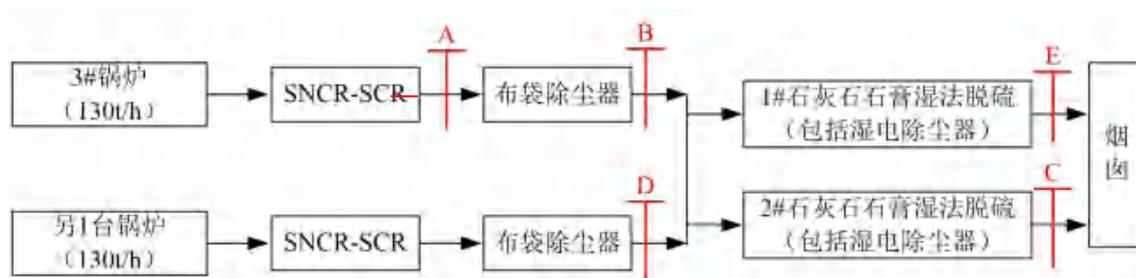 A
B
E
3#锅炉
（130t/h）
SNCR-SCR
布袋除尘器
1#石灰石石膏湿法脱硫
（包括湿电除尘器）
烟
囱
D
C
另1台锅炉
（130t/h）
SNCR-SCR
布袋除尘器
2#石灰石石膏湿法脱硫
（包括湿电除尘器）